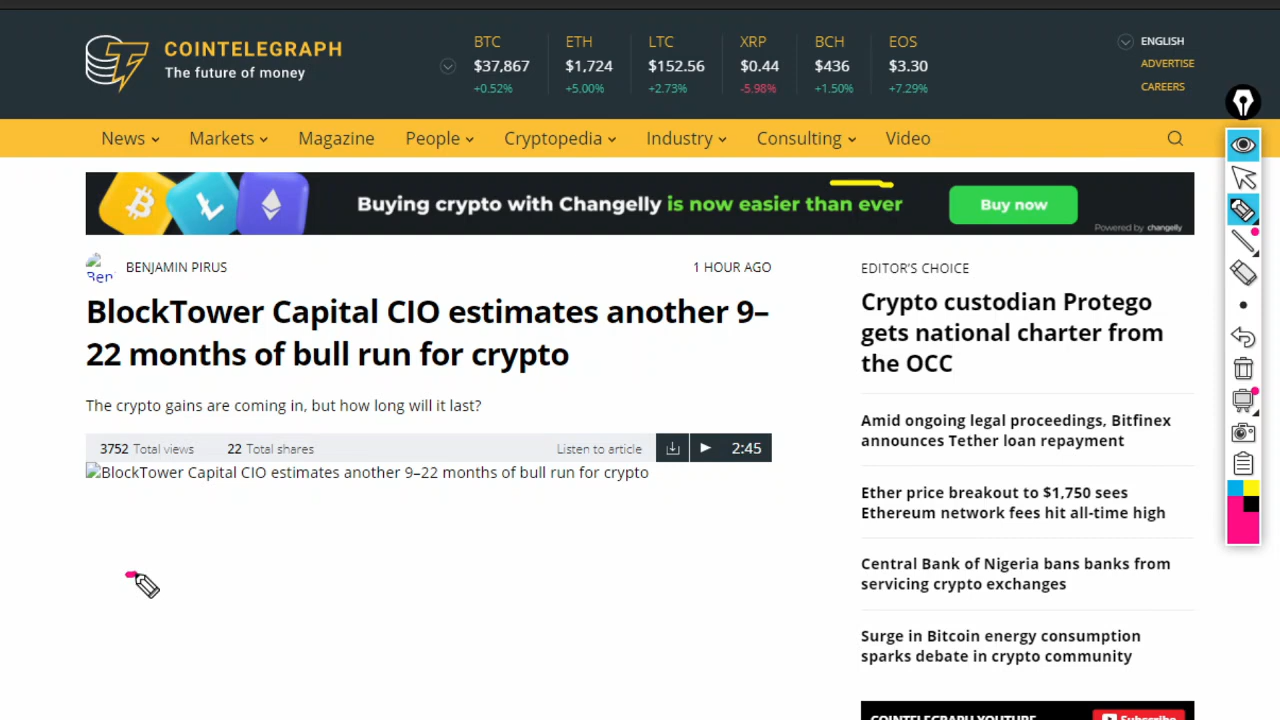 COINTELEGRAPH
The future of money
BTC
$37,867
+0.52%
ETH
$1,724
+5.00%
LTC
$152.56
+2.73%
XRP
$0.44
-5.98%
BCH
$436
+1.50%
EOS
$3.30
+7.29%
ENGLISH
ADVERTISE
CAREERS
News
Markets
Magazine
People
Cryptopedia
Industry
Consulting
Video
Buying crypto with Changelly is now easier than ever
Buy now
Powered by changelly
Ben
BENJAMIN PIRUS
1 HOUR AGO
BlockTower Capital CIO estimates another 9–
22 months of bull run for crypto
The crypto gains are coming in, but how long will it last?
3752 Total views
22 Total shares
Listen to article
2:45
BlockTower Capital CIO estimates another 9–22 months of bull run for crypto
EDITOR'S CHOICE
Crypto custodian Protego
gets national charter from
the OCC
Amid ongoing legal proceedings, Bitfinex
announces Tether loan repayment
Ether price breakout to $1,750 sees
Ethereum network fees hit all-time high
Central Bank of Nigeria bans banks from
servicing crypto exchanges
Surge in Bitcoin energy consumption
sparks debate in crypto community
COINTELEGRAPH YOUTUBE
Subscribe